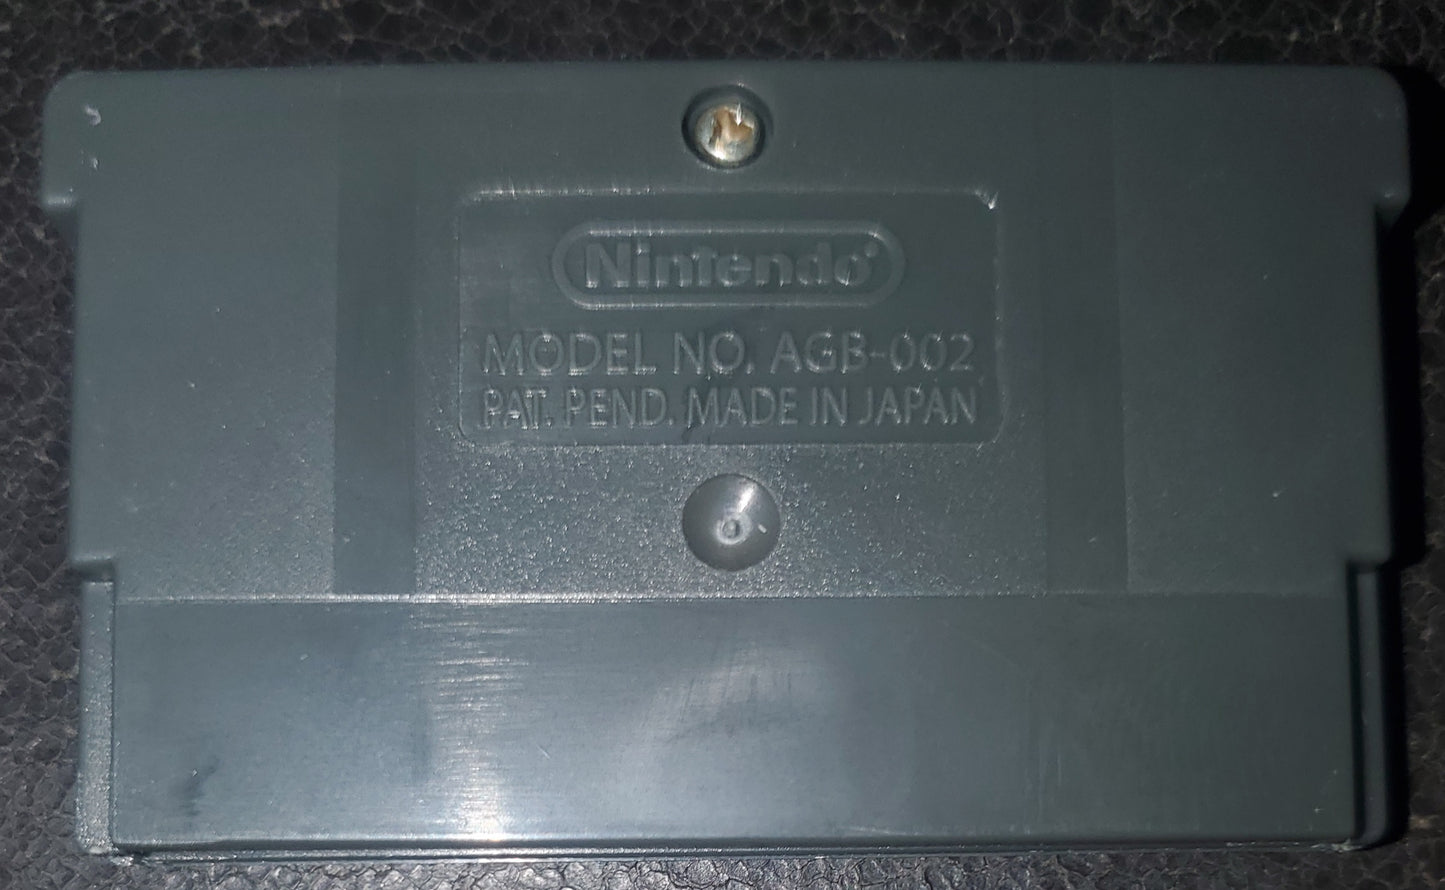 Nintendo®
MODEL NO. AGB-002
PAT. PEND. MADE IN JAPAN